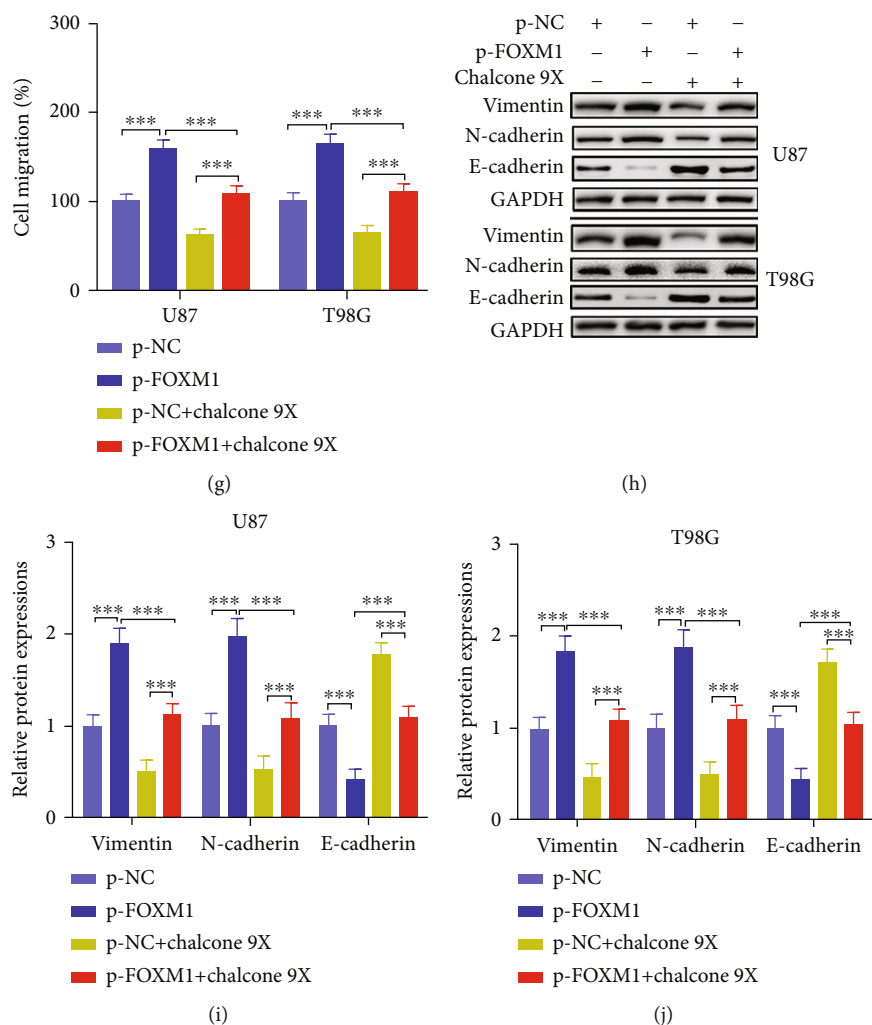 300
200
100
0
Cell migration (%)
*** *** *** *** *** ***
U87 T98G
p-NC
p-FOXM1
p-NC+chalcone 9X
p-FOXM1+chalcone 9X
(g)
p-NC + − + −
p-FOXM1 − + − +
Chalcone 9X − − + +
Vimentin
N-cadherin
E-cadherin
GAPDH
U87
Vimentin
N-cadherin
E-cadherin
GAPDH
T98G
(h)
U87
3
2
1
0
Relative protein expressions
*** *** *** *** *** *** *** *** ***
Vimentin N-cadherin E-cadherin
p-NC
p-FOXM1
p-NC+chalcone 9X
p-FOXM1+chalcone 9X
(i)
T98G
3
2
1
0
Relative protein expressions
*** *** *** *** *** *** *** *** ***
Vimentin N-cadherin E-cadherin
p-NC
p-FOXM1
p-NC+chalcone 9X
p-FOXM1+chalcone 9X
(j)